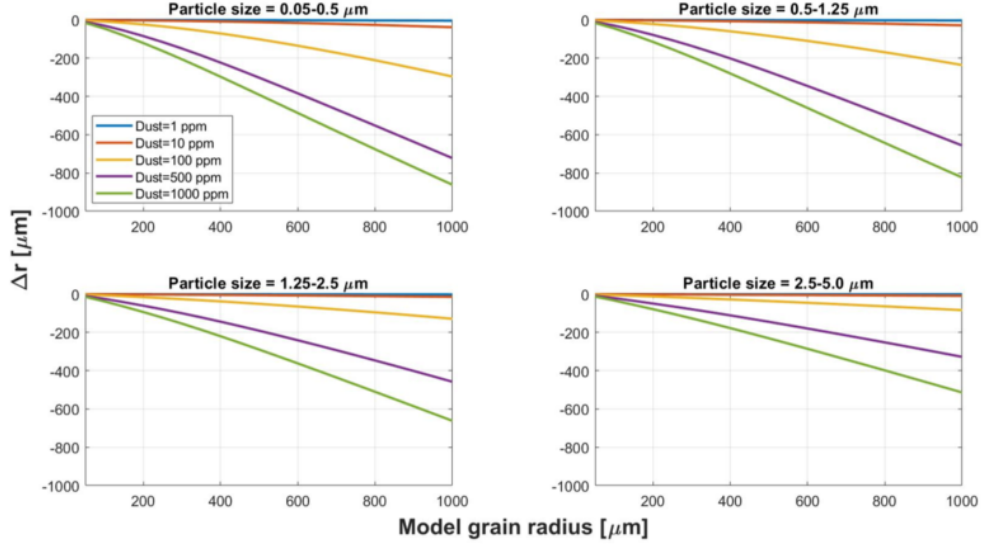 Particle size = 0.05-0.5 μm
0
-200
-400
-600
-800
-1000
200 400 600 800 1000
Dust=1 ppm
Dust=10 ppm
Dust=100 ppm
Dust=500 ppm
Dust=1000 ppm
Particle size = 0.5-1.25 μm
0
-200
-400
-600
-800
-1000
200 400 600 800 1000
Δr [μm]
Particle size = 1.25-2.5 μm
0
-200
-400
-600
-800
-1000
200 400 600 800 1000
Particle size = 2.5-5.0 μm
0
-200
-400
-600
-800
-1000
200 400 600 800 1000
Model grain radius [μm]